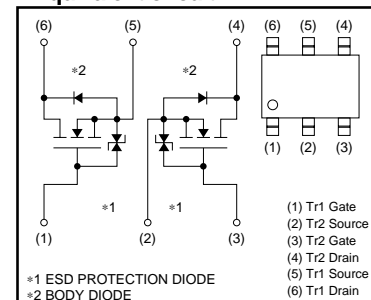 (6) (5) (4) (6) (5) (4)
∗2 ∗2
(1) (2) (3)
∗1 ∗1
(1) (2) (3)
(1) Tr1 Gate
(2) Tr2 Source
(3) Tr2 Gate
(4) Tr2 Drain
(5) Tr1 Source
(6) Tr1 Drain
∗1 ESD PROTECTION DIODE
∗2 BODY DIODE